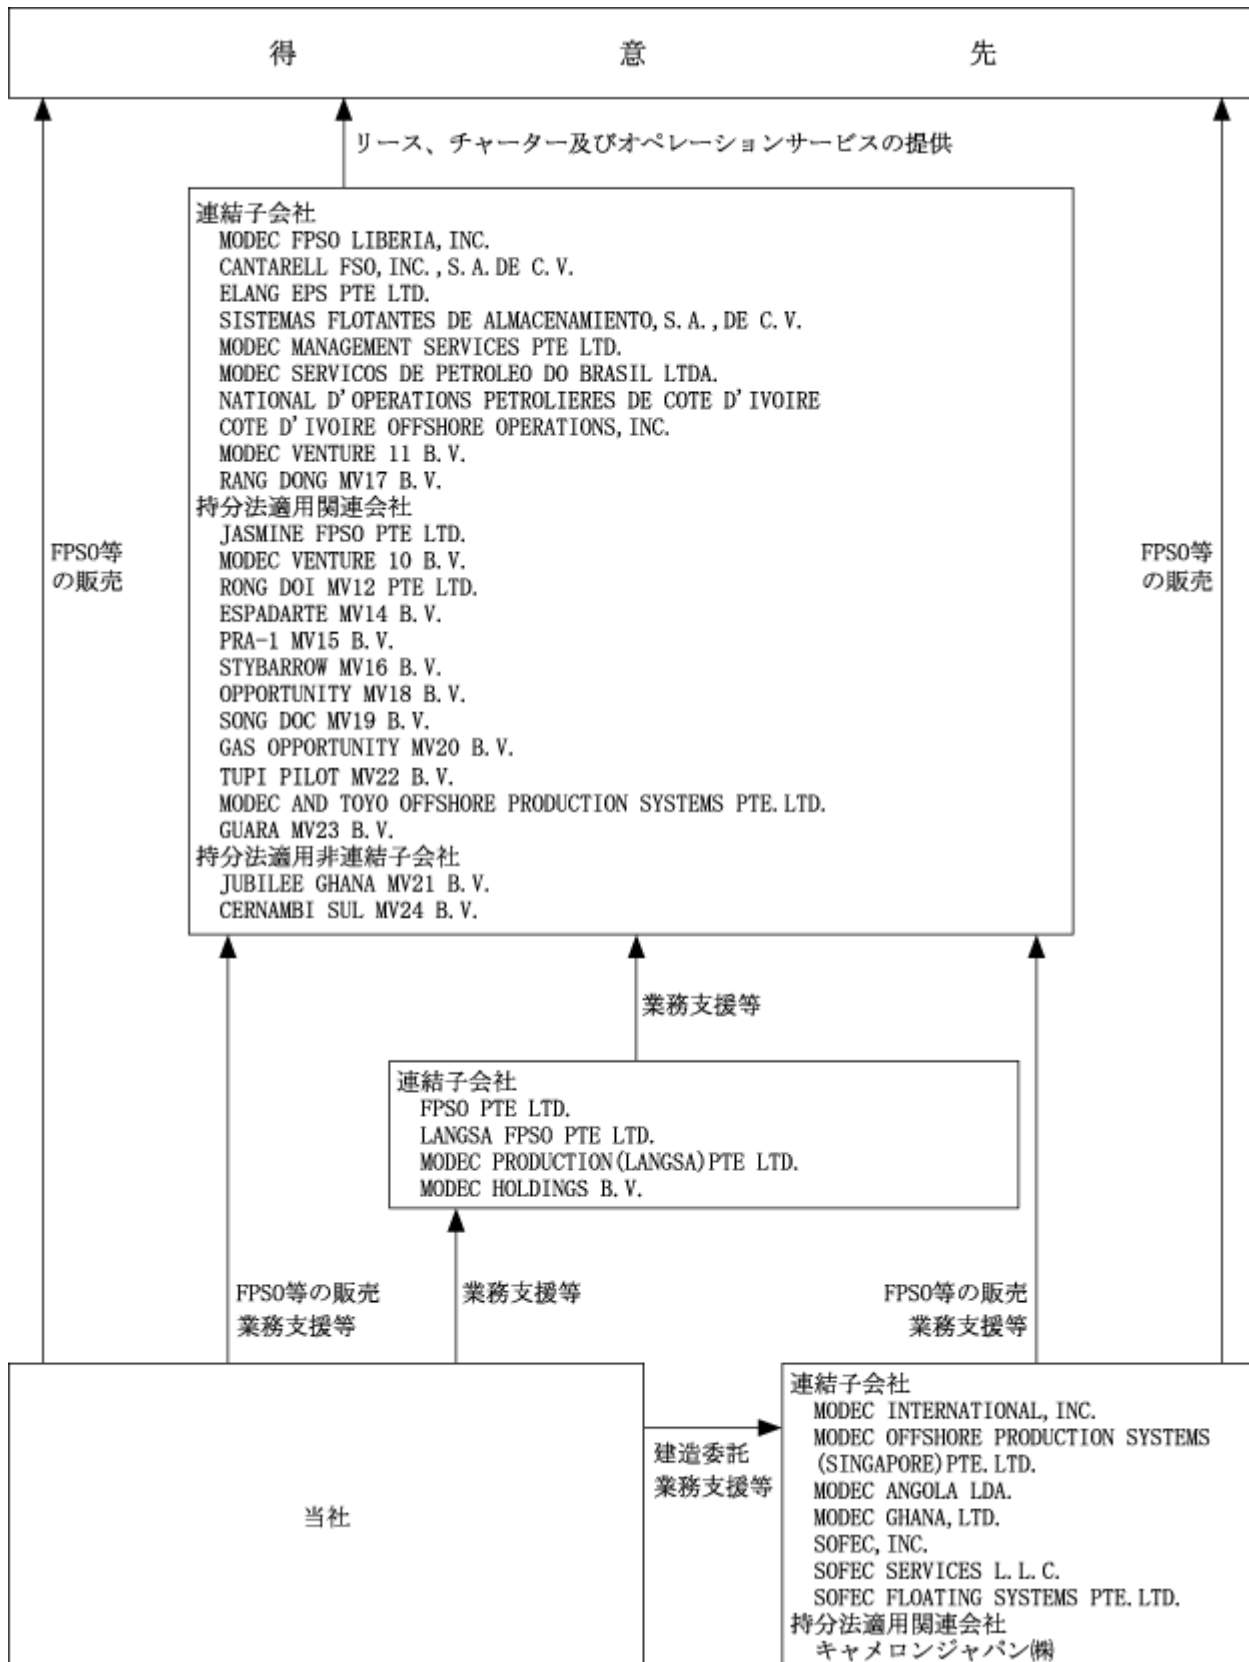 得意先
リース、チャーター及びオペレーションサービスの提供
連結子会社
MODEC FPSO LIBERIA,INC.
CANTARELL FSO,INC.,S.A.DE C.V.
ELANG EPS PTE LTD.
SISTEMAS FLOTANTES DE ALMACENAMIENTO,S.A.,DE C.V.
MODEC MANAGEMENT SERVICES PTE LTD.
MODEC SERVICOS DE PETROLEO DO BRASIL LTDA.
NATIONAL D'OPERATIONS PETROLIERES DE COTE D'IVOIRE
COTE D'IVOIRE OFFSHORE OPERATIONS,INC.
MODEC VENTURE 11 B.V.
RANG DONG MV17 B.V.
持分法適用関連会社
JASMINE FPSO PTE LTD.
MODEC VENTURE 10 B.V.
RONG DOI MV12 PTE LTD.
ESPADARTE MV14 B.V.
PRA-1 MV15 B.V.
STYBARROW MV16 B.V.
OPPORTUNITY MV18 B.V.
SONG DOC MV19 B.V.
GAS OPPORTUNITY MV20 B.V.
TUPI PILOT MV22 B.V.
MODEC AND TOYO OFFSHORE PRODUCTION SYSTEMS PTE.LTD.
GUARA MV23 B.V.
持分法適用非連結子会社
JUBILEE GHANA MV21 B.V.
CERNAMBI SUL MV24 B.V.
FPSO等
の販売
FPSO等
の販売
業務支援等
連結子会社
FPSO PTE LTD.
LANGSA FPSO PTE LTD.
MODEC PRODUCTION(LANGSA)PTE LTD.
MODEC HOLDINGS B.V.
FPSO等の販売
業務支援等
業務支援等
FPSO等の販売
業務支援等
当社
建造委託
業務支援等
連結子会社
MODEC INTERNATIONAL,INC.
MODEC OFFSHORE PRODUCTION SYSTEMS
(SINGAPORE)PTE.LTD.
MODEC ANGOLA LDA.
MODEC GHANA,LTD.
SOFEC,INC.
SOFEC SERVICES L.L.C.
SOFEC FLOATING SYSTEMS PTE.LTD.
持分法適用関連会社
キャメロンジャパン㈱